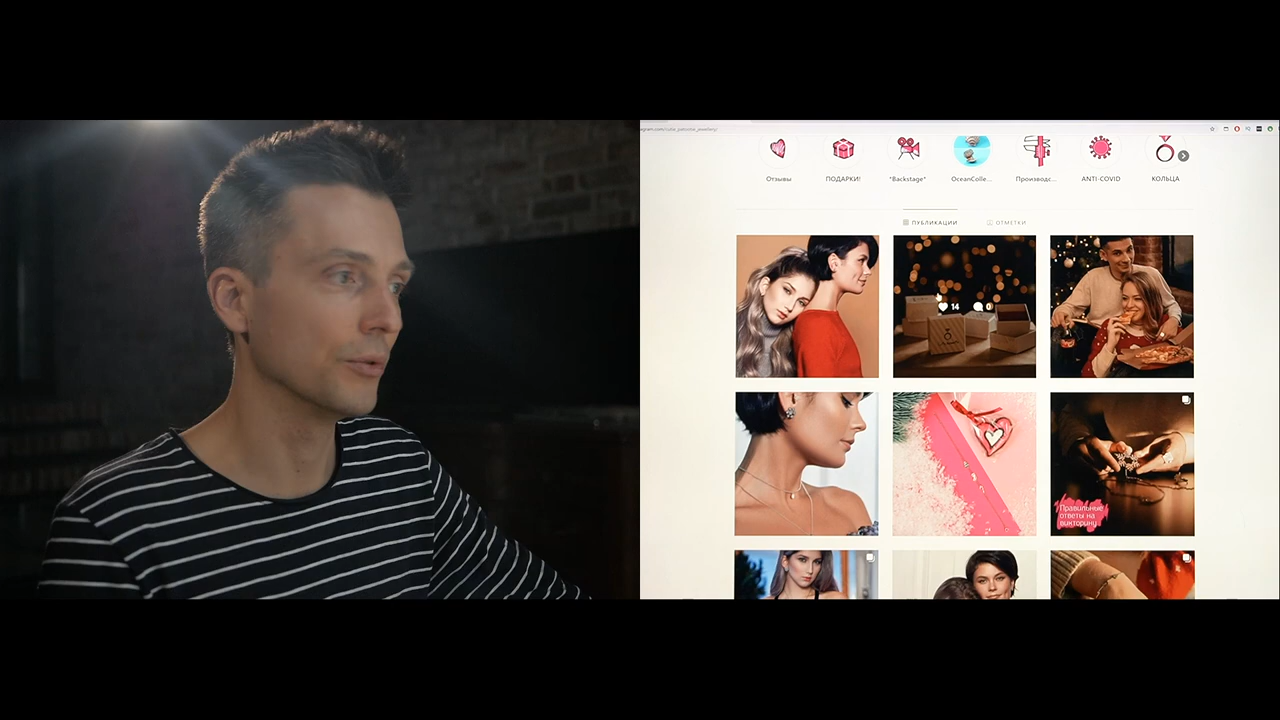 Отзывы
ПОДАРКИ!
"Backstage"
OceanColle...
Производс...
ANTI-COVID
КОЛЬЦА
ПУБЛИКАЦИИ
ОТМЕТКИ
14
0
Правильные
ответы на
викторину